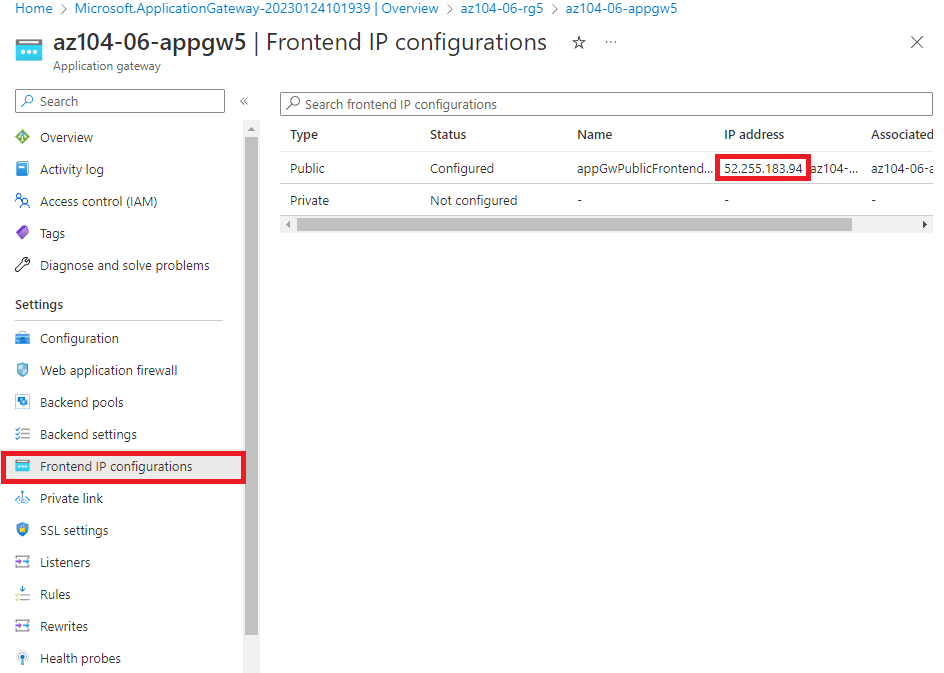 Home > Microsoft.ApplicationGateway-20230124101939 | Overview > az104-06-rg5 > az104-06-appgw5
az104-06-appgw5 | Frontend IP configurations
Application gateway
Search
Overview
Activity log
Access control (IAM)
Tags
Diagnose and solve problems
Settings
Configuration
Web application firewall
Backend pools
Backend settings
Frontend IP configurations
Private link
SSL settings
Listeners
Rules
Rewrites
Health probes
Search frontend IP configurations
Type Status Name IP address Associated
Public Configured appGwPublicFrontend... 52.255.183.94 az104-... az104-06-a
Private Not configured - - -